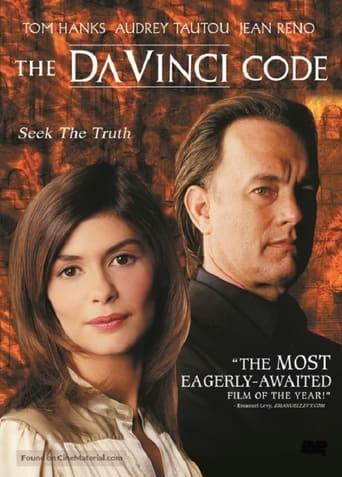 TOM HANKS AUDREY TAUTOU JEAN RENO
THE DA VINCI CODE
Seek The Truth
"THE MOST
EAGERLY-AWAITED
FILM OF THE YEAR!"
- Emanuel Levy, EMANUELLEVY.COM
DVD
Found on CineMaterial.com